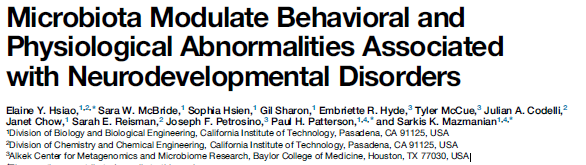 Microbiota Modulate Behavioral and
Physiological Abnormalities Associated
with Neurodevelopmental Disorders
Elaine Y. Hsiao,1,2,* Sara W. McBride,1 Sophia Hsien,1 Gil Sharon,1 Embriette R. Hyde,3 Tyler McCue,3 Julian A. Codelli,2
Janet Chow,1 Sarah E. Reisman,2 Joseph F. Petrosino,3 Paul H. Patterson,1,4,* and Sarkis K. Mazmanian1,4,*
1Division of Biology and Biological Engineering, California Institute of Technology, Pasadena, CA 91125, USA
2Division of Chemistry and Chemical Engineering, California Institute of Technology, Pasadena, CA 91125, USA
3Alkek Center for Metagenomics and Microbiome Research, Baylor College of Medicine, Houston, TX 77030, USA